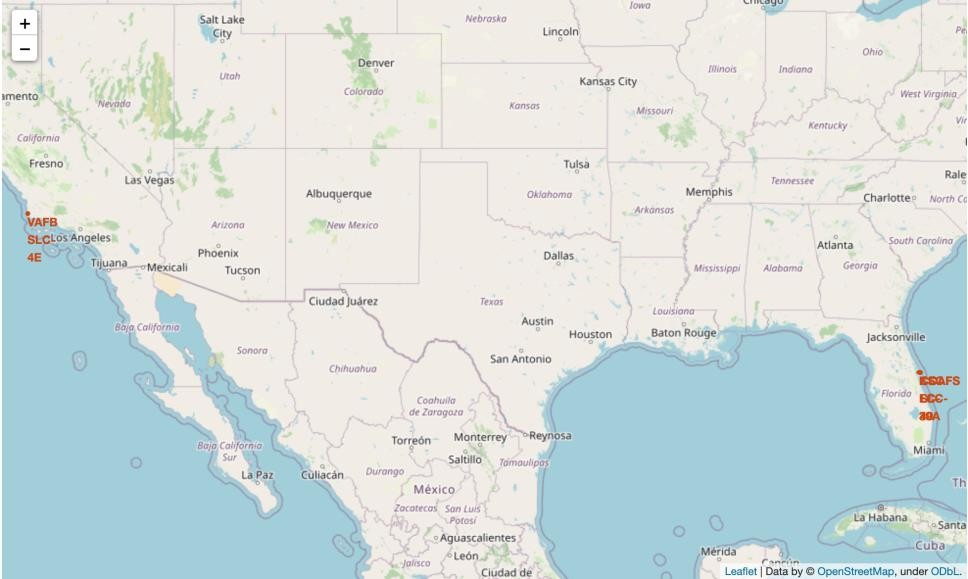 +
−
Salt Lake
City
Nebraska
Iowa
Chicago
Lincoln
Denver
Utah
Colorado
Illinois
Indiana
Ohio
Kansas City
Nevada
Kansas
Missouri
West Virginia
California
Kentucky
Fresno
Las Vegas
Tulsa
Tennessee
Albuquerque
Oklahoma
Memphis
Charlotte
Arkansas
VAFB
SLC-
4E
Los Angeles
Arizona
New Mexico
Atlanta
South Carolina
Phoenix
Dallas
Mississippi
Alabama
Georgia
Tijuana
Mexicali
Tucson
Ciudad Juárez
Texas
Louisiana
Baja California
Austin
Houston
Baton Rouge
Jacksonville
Sonora
San Antonio
Chihuahua
Florida
Coahuila
de Zaragoza
Reynosa
Torreón
Monterrey
Miami
Baja California
Sur
Saltillo
Tamaulipas
La Paz
Culiacán
Durango
México
Zacatecas
San Luis
Potosí
La Habana
Santa
Aguascalientes
Cuba
León
Mérida
Cancún
Jalisco
Ciudad de
Leaflet | Data by © OpenStreetMap, under ODbL.